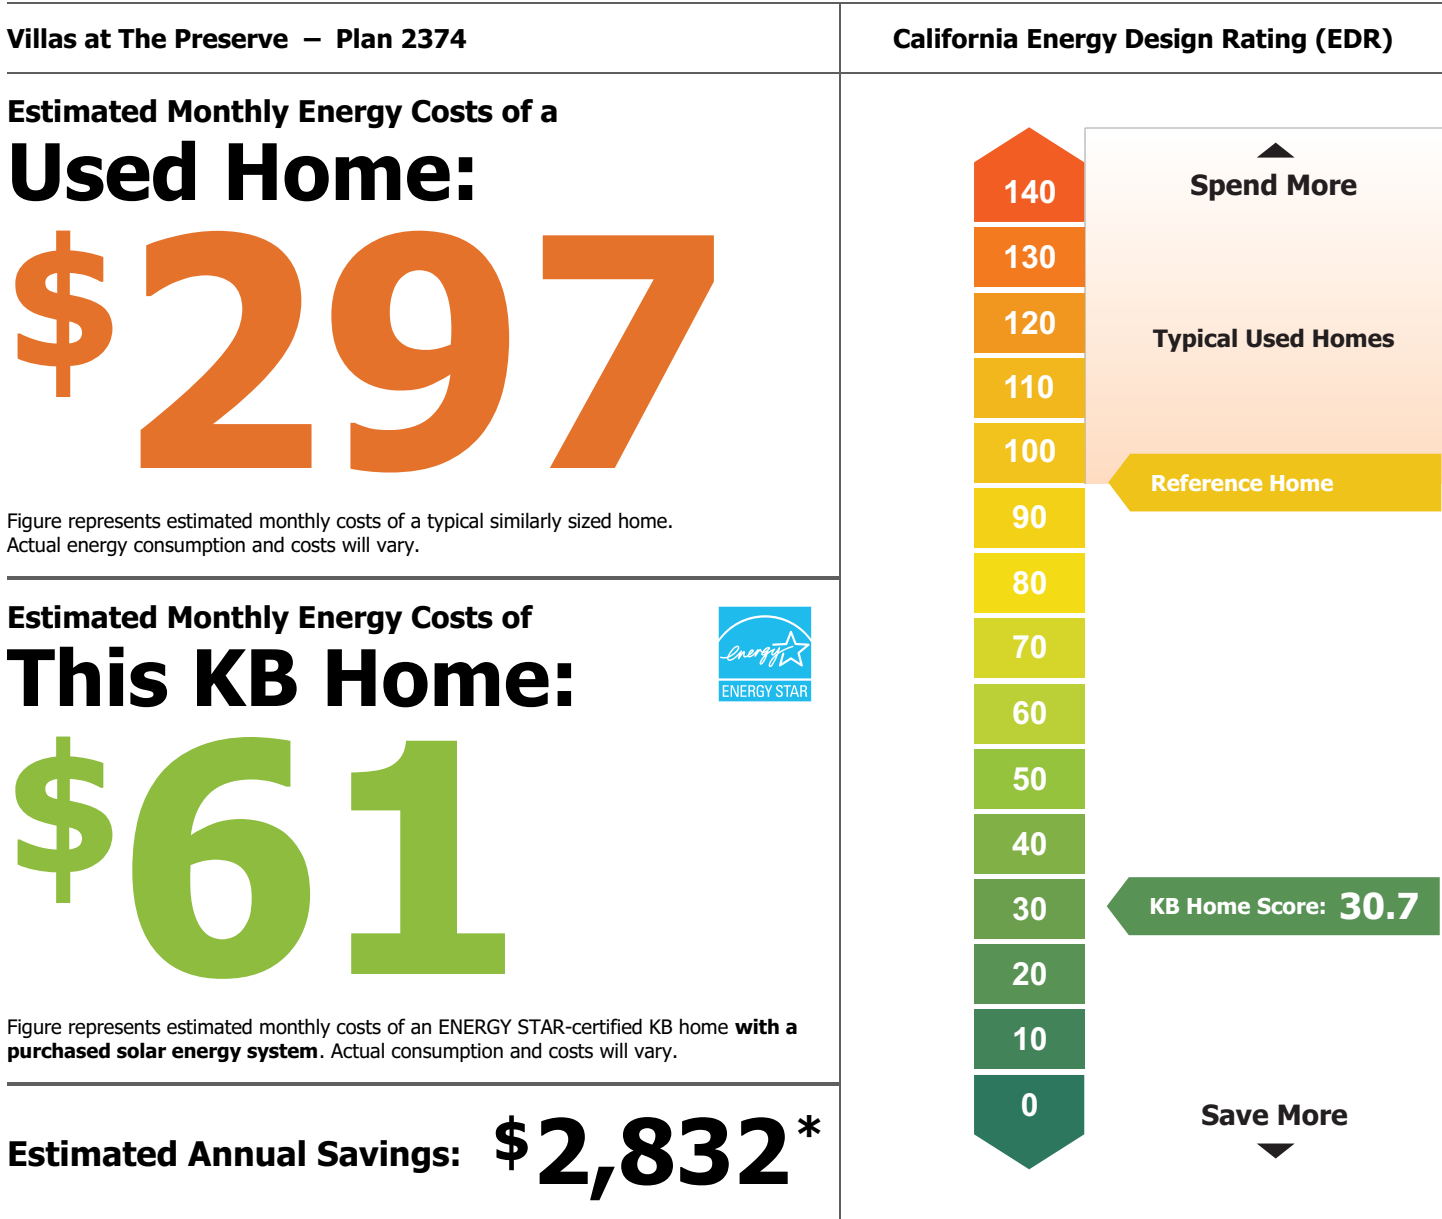 Villas at The Preserve – Plan 2374
Estimated Monthly Energy Costs of a
Used Home:
$297
Figure represents estimated monthly costs of a typical similarly sized home.
Actual energy consumption and costs will vary.
Estimated Monthly Energy Costs of
This KB Home:
energy
ENERGY STAR
$61
Figure represents estimated monthly costs of an ENERGY STAR-certified KB home with a
purchased solar energy system. Actual consumption and costs will vary.
Estimated Annual Savings: $2,832*
California Energy Design Rating (EDR)
140
130
120
110
100
90
80
70
60
50
40
30
20
10
0
Spend More
Typical Used Homes
Reference Home
KB Home Score: 30.7
Save More